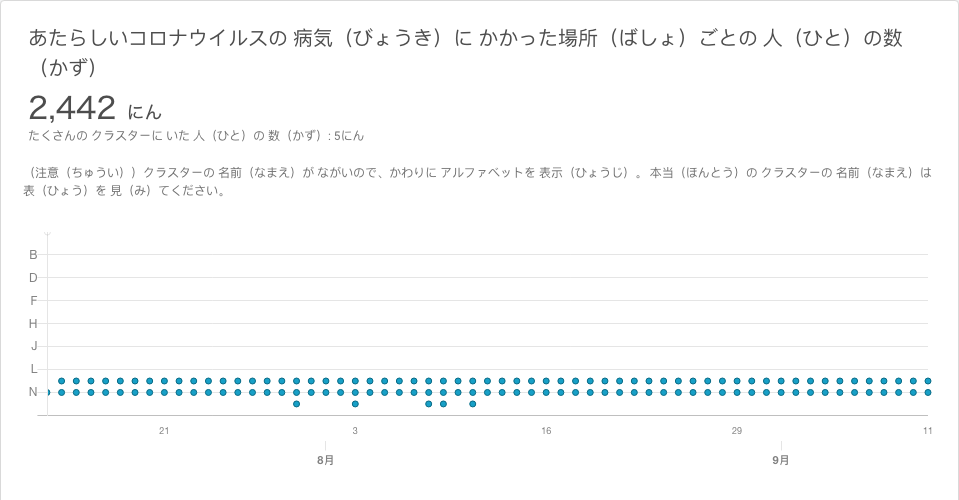 あたらしいコロナウイルスの 病気（びょうき）に かかった場所（ばしょ）ごとの 人（ひと）の数
（かず）
2,442 にん
たくさんの クラスターに いた 人（ひと）の 数（かず）: 5にん
（注意（ちゅうい））クラスターの 名前（なまえ）が ながいので、かわりに アルファベットを 表示（ひょうじ）。 本当（ほんとう）の クラスターの 名前（なまえ）は
表（ひょう）を 見（み）てください。
B
D
F
H
J
L
N
21 3 16 29 11
8月 9月